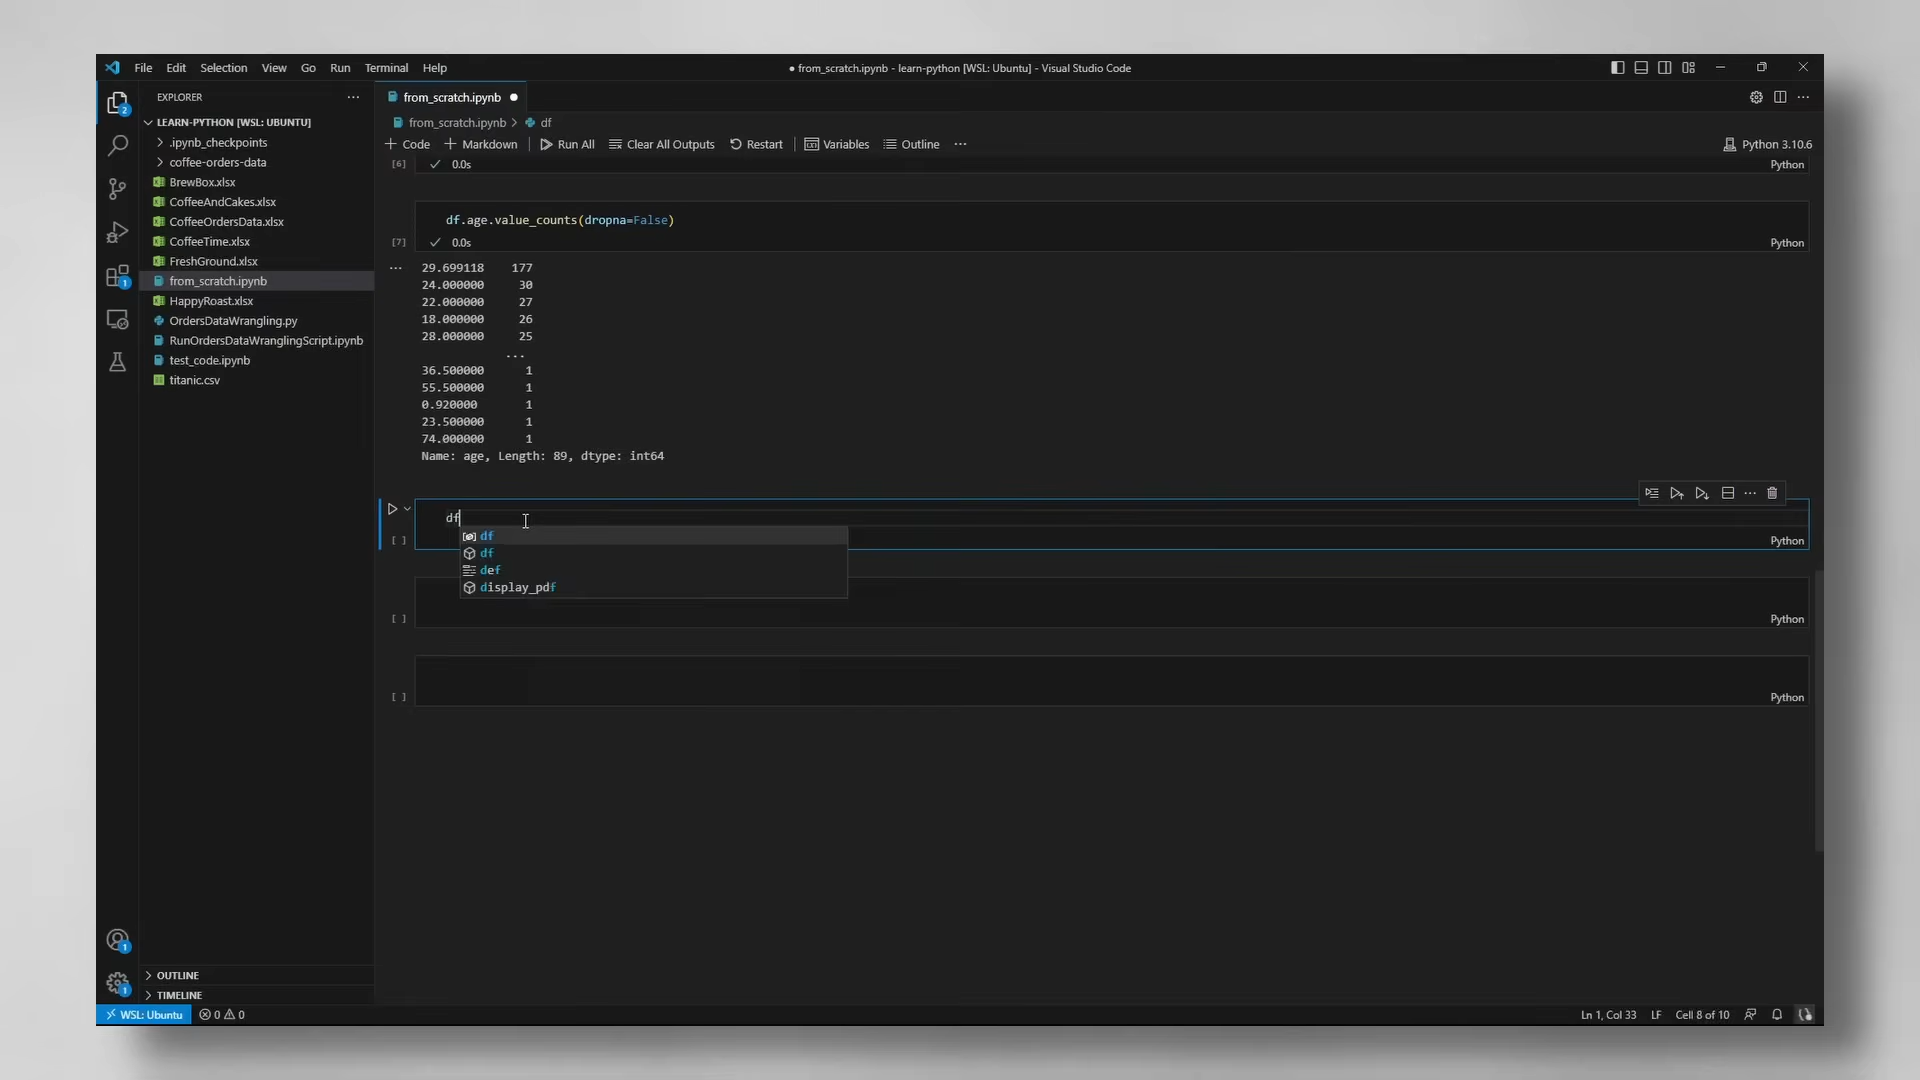 File Edit Selection View Go Run Terminal Help
● from_scratch.ipynb - learn-python [WSL: Ubuntu] - Visual Studio Code
EXPLORER
LEARN-PYTHON [WSL: UBUNTU]
.ipynb_checkpoints
coffee-orders-data
BrewBox.xlsx
CoffeeAndCakes.xlsx
CoffeeOrdersData.xlsx
CoffeeTime.xlsx
FreshGround.xlsx
from_scratch.ipynb
HappyRoast.xlsx
OrdersDataWrangling.py
RunOrdersDataWranglingScript.ipynb
test_code.ipynb
titanic.csv
OUTLINE
TIMELINE
2
1
1
1
from_scratch.ipynb ●
from_scratch.ipynb > df
+ Code + Markdown Run All Clear All Outputs Restart Variables Outline ... Python 3.10.6
[6] 0.0s Python
df.age.value_counts(dropna=False)
[7] 0.0s Python
... 29.699118 177
24.000000 30
22.000000 27
18.000000 26
28.000000 25
...
36.500000 1
55.500000 1
0.920000 1
23.500000 1
74.000000 1
Name: age, Length: 89, dtype: int64
df
[ ] Python
df
df
def
display_pdf
[ ] Python
[ ] Python
WSL: Ubuntu 0 0 Ln 1, Col 33 LF Cell 8 of 10